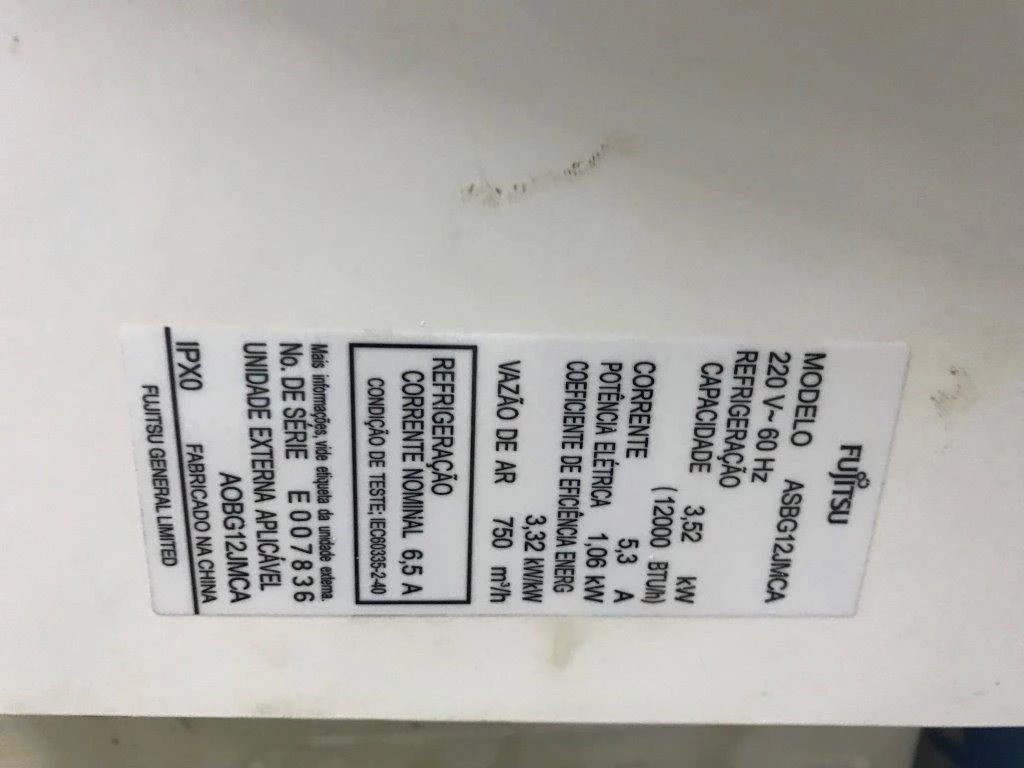 FUJITSU
MODELO ASBG12JMCA
220 V~ 60 Hz
REFRIGERAÇÃO
CAPACIDADE 3,52 kW
(12000 BTU/h)
CORRENTE 5,3 A
POTÊNCIA ELÉTRICA 1,06 kW
COEFICIENTE DE EFICIÊNCIA ENERG
3,32 kW/kW
VAZÃO DE AR 750 m³/h
REFRIGERAÇÃO
CORRENTE NOMINAL 6,5 A
CONDIÇÃO DE TESTE; IEC60335-2-40
Mais informações, vide etiqueta da unidade externa.
No. DE SÉRIE E007836
UNIDADE EXTERNA APLICÁVEL
AOBG12JMCA
IPX0 FABRICADO NA CHINA
FUJITSU GENERAL LIMITED